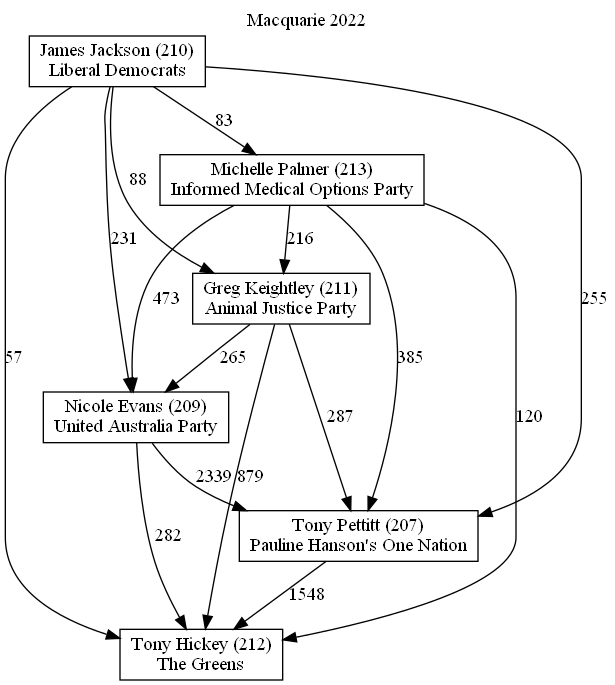 Macquarie 2022
James Jackson (210)
Liberal Democrats
83
Michelle Palmer (213)
Informed Medical Options Party
88
231
216
473
255
Greg Keightley (211)
Animal Justice Party
57
265
385
Nicole Evans (209)
United Australia Party
287
120
2339
879
Tony Pettitt (207)
Pauline Hanson's One Nation
282
1548
Tony Hickey (212)
The Greens